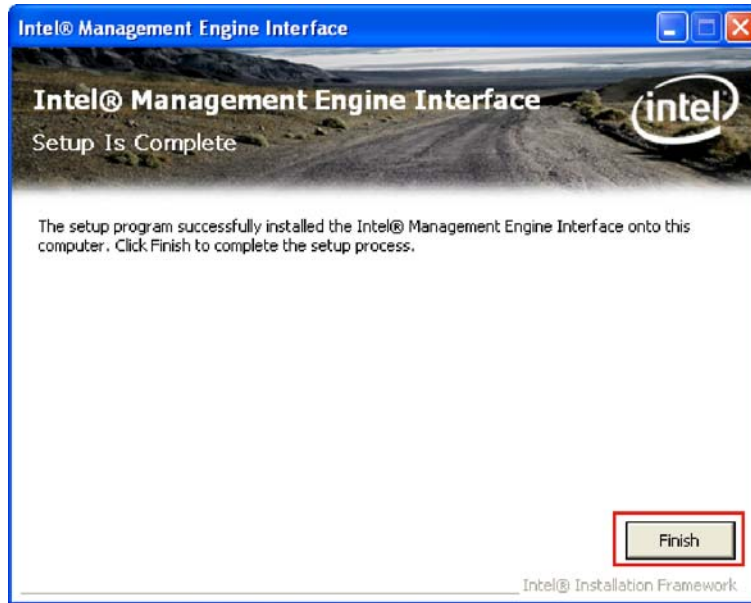 Intel® Management Engine Interface
Intel® Management Engine Interface
intel
Setup Is Complete
The setup program successfully installed the Intel® Management Engine Interface onto this
computer. Click Finish to complete the setup process.
Finish
Intel® Installation Framework